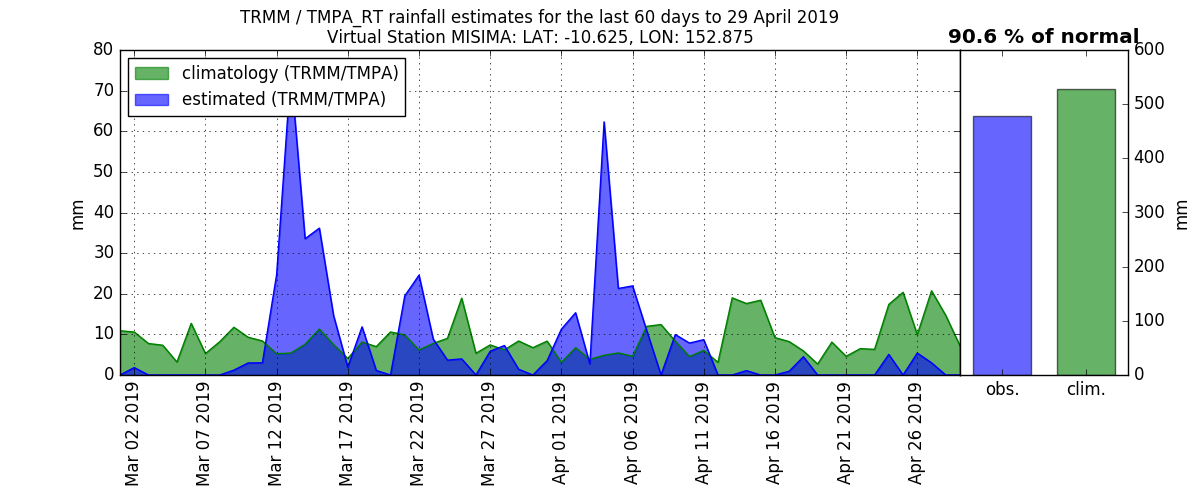 TRMM / TMPA_RT rainfall estimates for the last 60 days to 29 April 2019
Virtual Station MISIMA: LAT: -10.625, LON: 152.875
90.6 % of normal
climatology (TRMM/TMPA)
estimated (TRMM/TMPA)
80
70
60
50
40
30
20
10
0
mm
Mar 02 2019
Mar 07 2019
Mar 12 2019
Mar 17 2019
Mar 22 2019
Mar 27 2019
Apr 01 2019
Apr 06 2019
Apr 11 2019
Apr 16 2019
Apr 21 2019
Apr 26 2019
600
500
400
300
200
100
0
mm
obs.
clim.